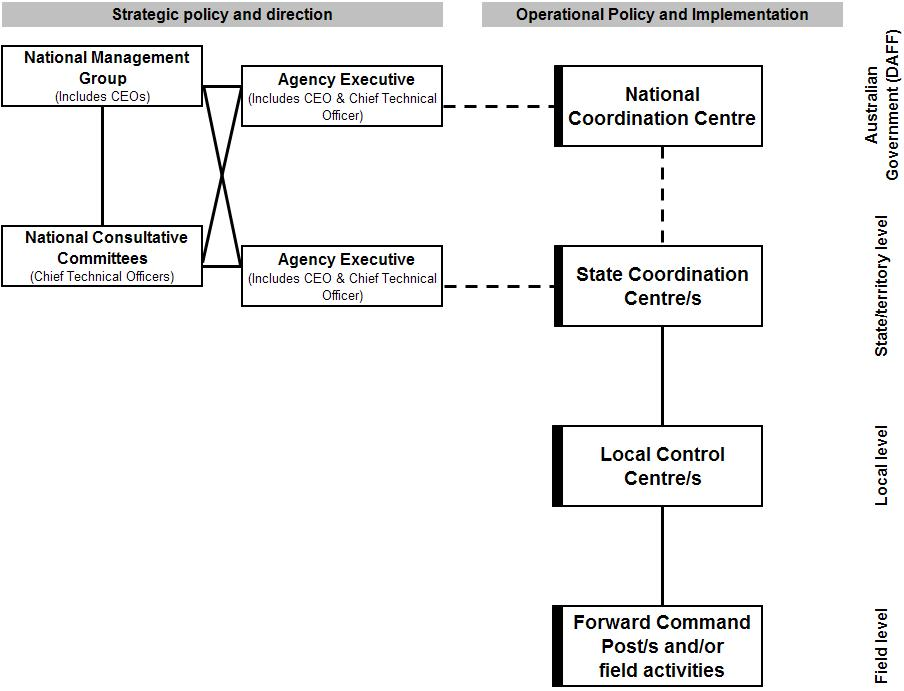 Strategic policy and direction
Operational Policy and Implementation
National Management
Group
(Includes CEOs)
Agency Executive
(Includes CEO & Chief Technical
Officer)
National
Coordination Centre
Australian
Government (DAFF)
National Consultative
Committees
(Chief Technical Officers)
Agency Executive
(Includes CEO & Chief Technical
Officer)
State Coordination
Centre/s
State/territory level
Local Control
Centre/s
Local level
Forward Command
Post/s and/or
field activities
Field level